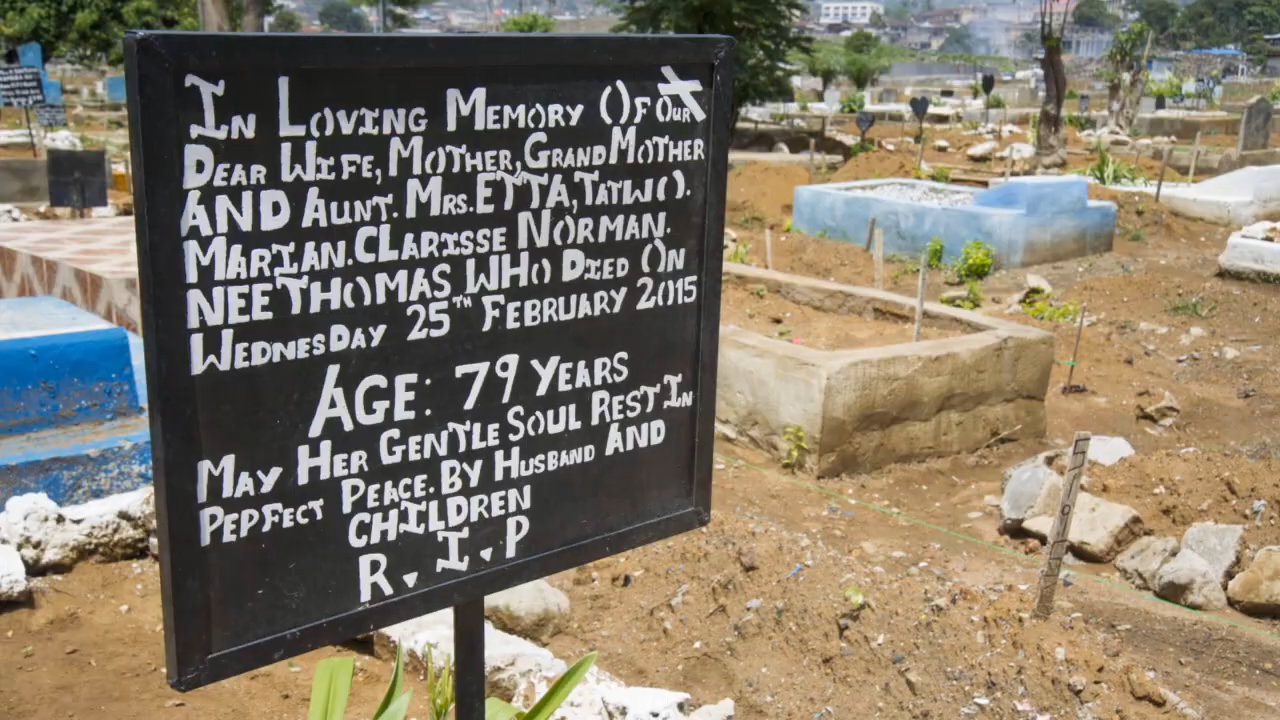 In Loving Memory Of Our
Dear Wife, Mother, GrandMother
AND Aunt. Mrs. ETTA, Tatwo.
Marian. CLarisse Norman.
NEE THOMAS WHO Died On
WednesDay 25TH February 2015
AGE: 79 Years
May Her Gentle Soul Rest In
PepFect Peace. By Husband And
CHILDREN
R. I. P